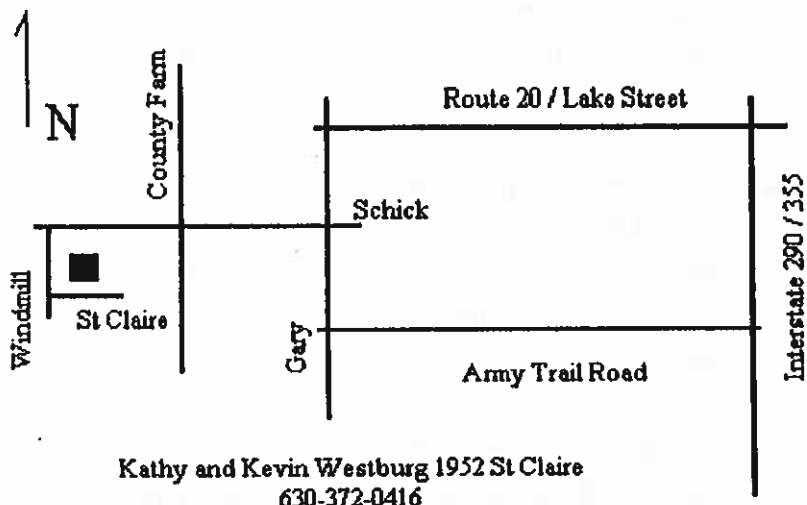 N
County Farm
Route 20 / Lake Street
Schick
Interstate 290 / 355
Windmill
St Claire
Gary
Army Trail Road
Kathy and Kevin Westburg 1952 St Claire
630-372-0416